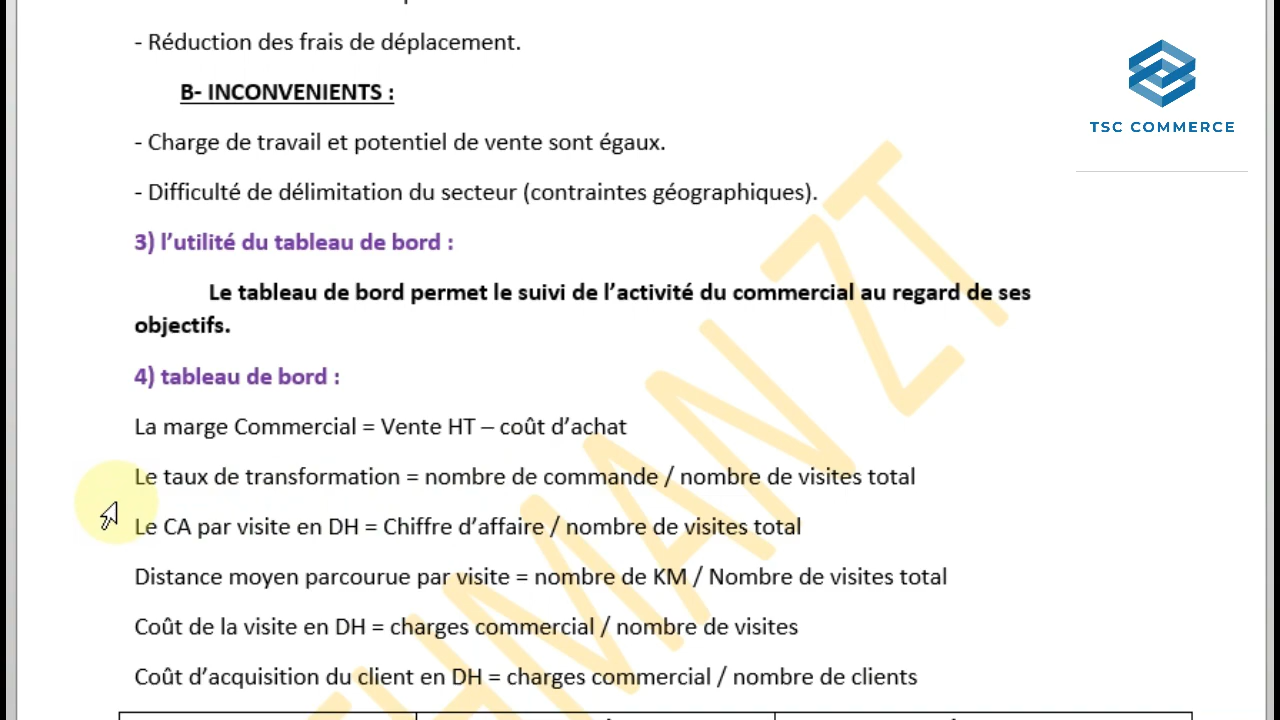 - Réduction des frais de déplacement.
B- INCONVENIENTS :
TSC COMMERCE
- Charge de travail et potentiel de vente sont égaux.
- Difficulté de délimitation du secteur (contraintes géographiques).
3) l’utilité du tableau de bord :
Le tableau de bord permet le suivi de l’activité du commercial au regard de ses
objectifs.
4) tableau de bord :
La marge Commercial = Vente HT – coût d’achat
Le taux de transformation = nombre de commande / nombre de visites total
Le CA par visite en DH = Chiffre d’affaire / nombre de visites total
Distance moyen parcourue par visite = nombre de KM / Nombre de visites total
Coût de la visite en DH = charges commercial / nombre de visites
Coût d’acquisition du client en DH = charges commercial / nombre de clients
ZT